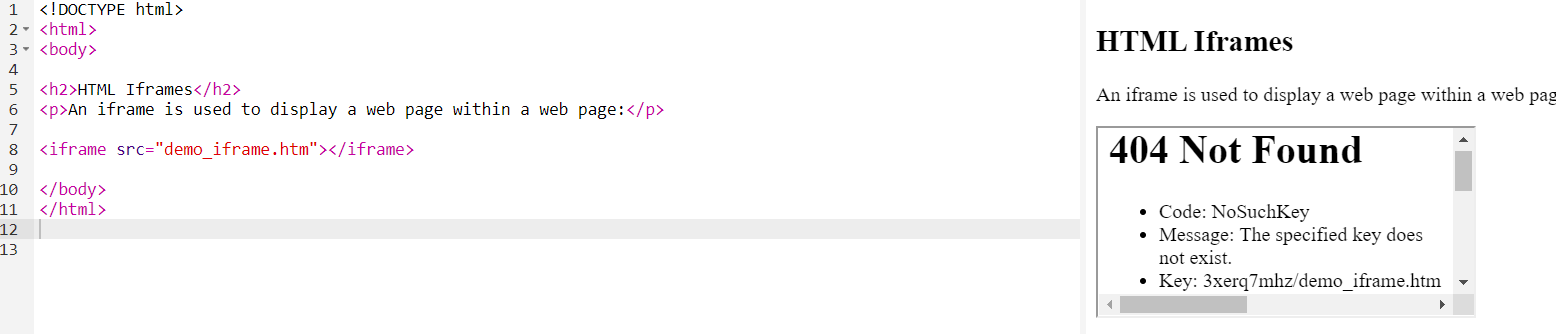 1 <!DOCTYPE html>
2 <html>
3 <body>
4
5 <h2>HTML Iframes</h2>
6 <p>An iframe is used to display a web page within a web page:</p>
7
8 <iframe src="demo_iframe.htm"></iframe>
9
10 </body>
11 </html>
12
13
HTML Iframes
An iframe is used to display a web page within a web pag
404 Not Found
• Code: NoSuchKey
• Message: The specified key does
not exist.
• Key: 3xerq7mhz/demo_iframe.htm